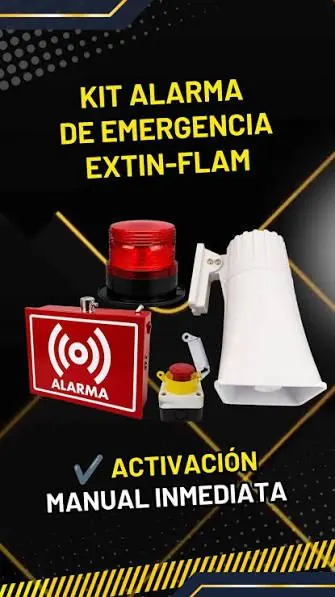 KIT ALARMA
DE EMERGENCIA
EXTIN-FLAM
ALARMA
✔ ACTIVACIÓN
MANUAL INMEDIATA